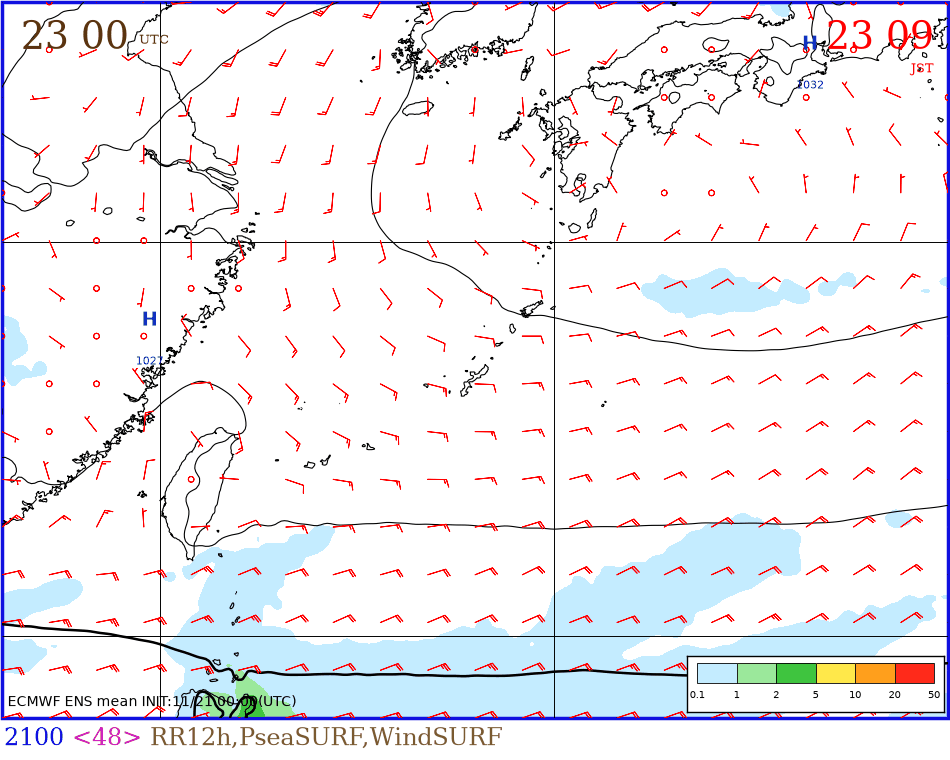 23 00 UTC
23 09 JST
H
1032
H
1027
ECMWF ENS mean INIT:11/21 00:00(UTC)
0.1 1 2 5 10 20 50
2100 <48> RR12h,PseaSURF,WindSURF